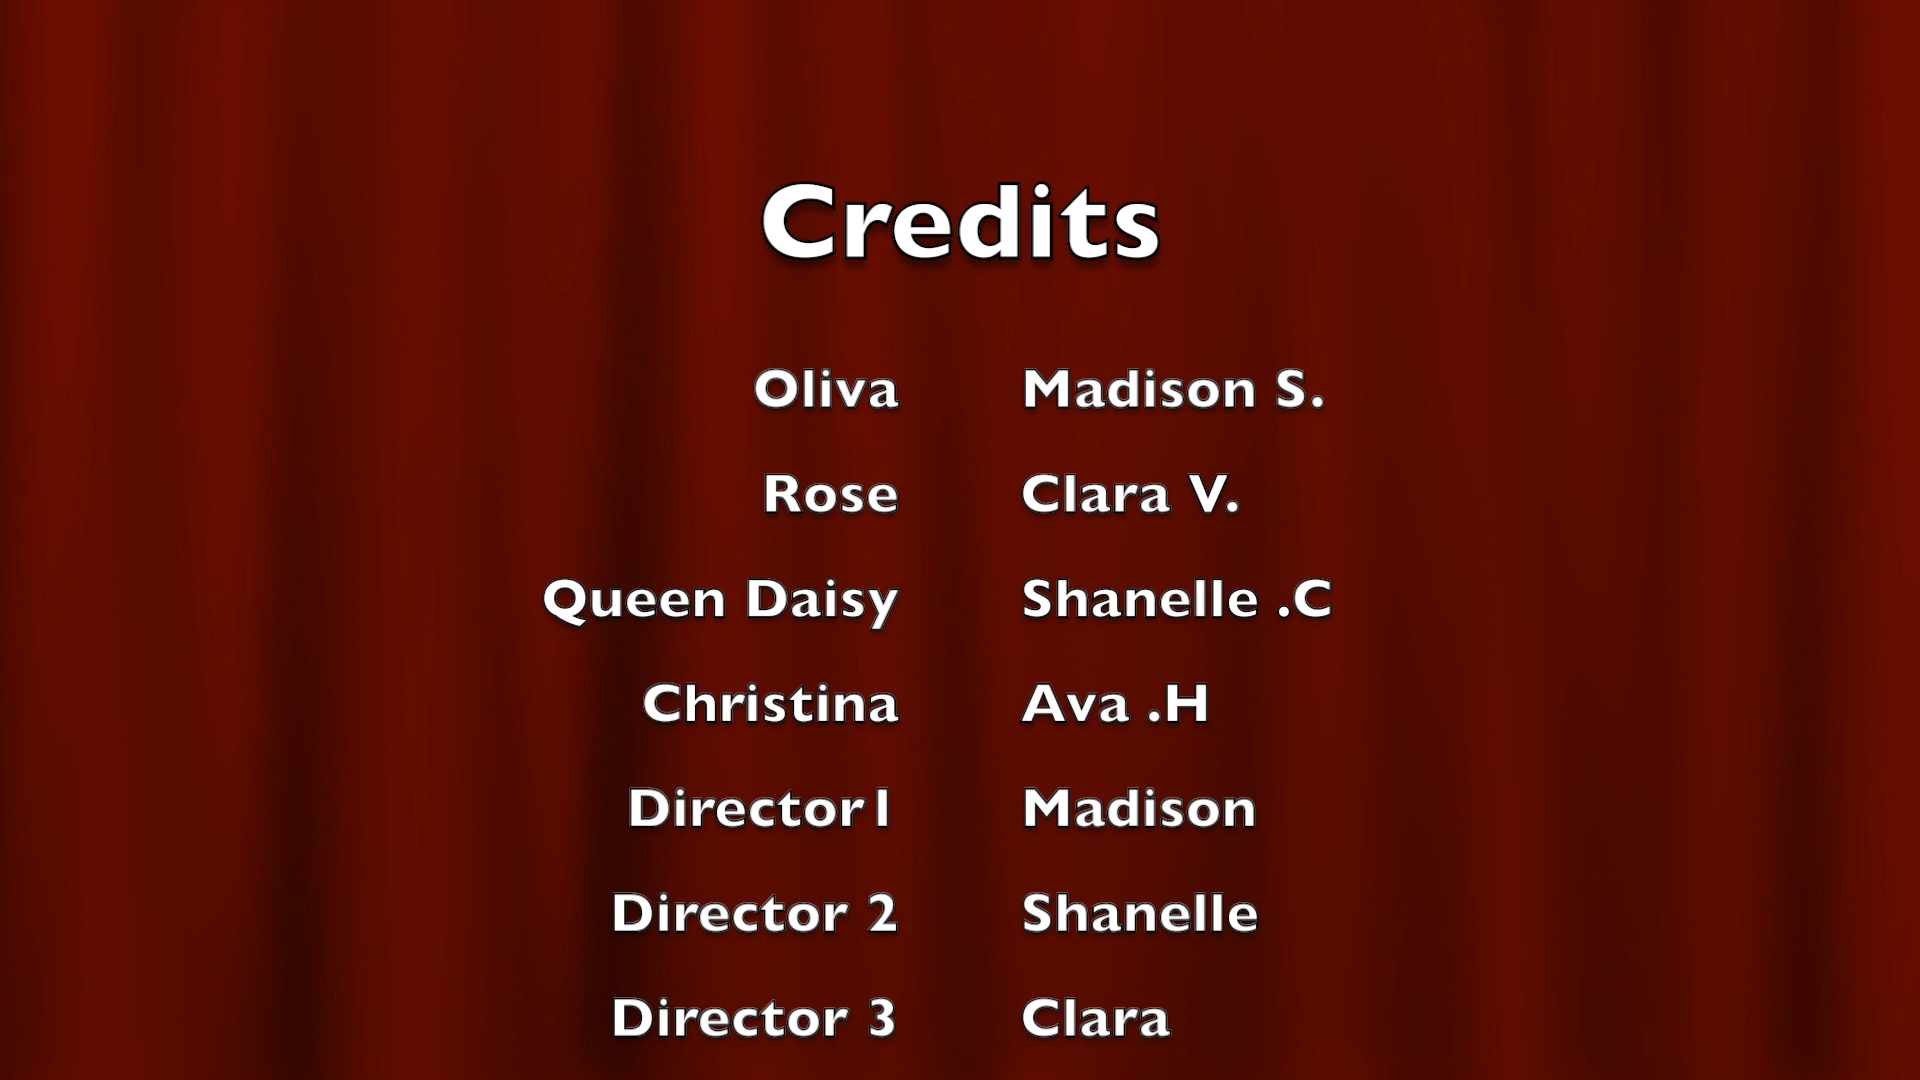 Credits
Oliva Madison S.
Rose Clara V.
Queen Daisy Shanelle .C
Christina Ava .H
Director1 Madison
Director 2 Shanelle
Director 3 Clara